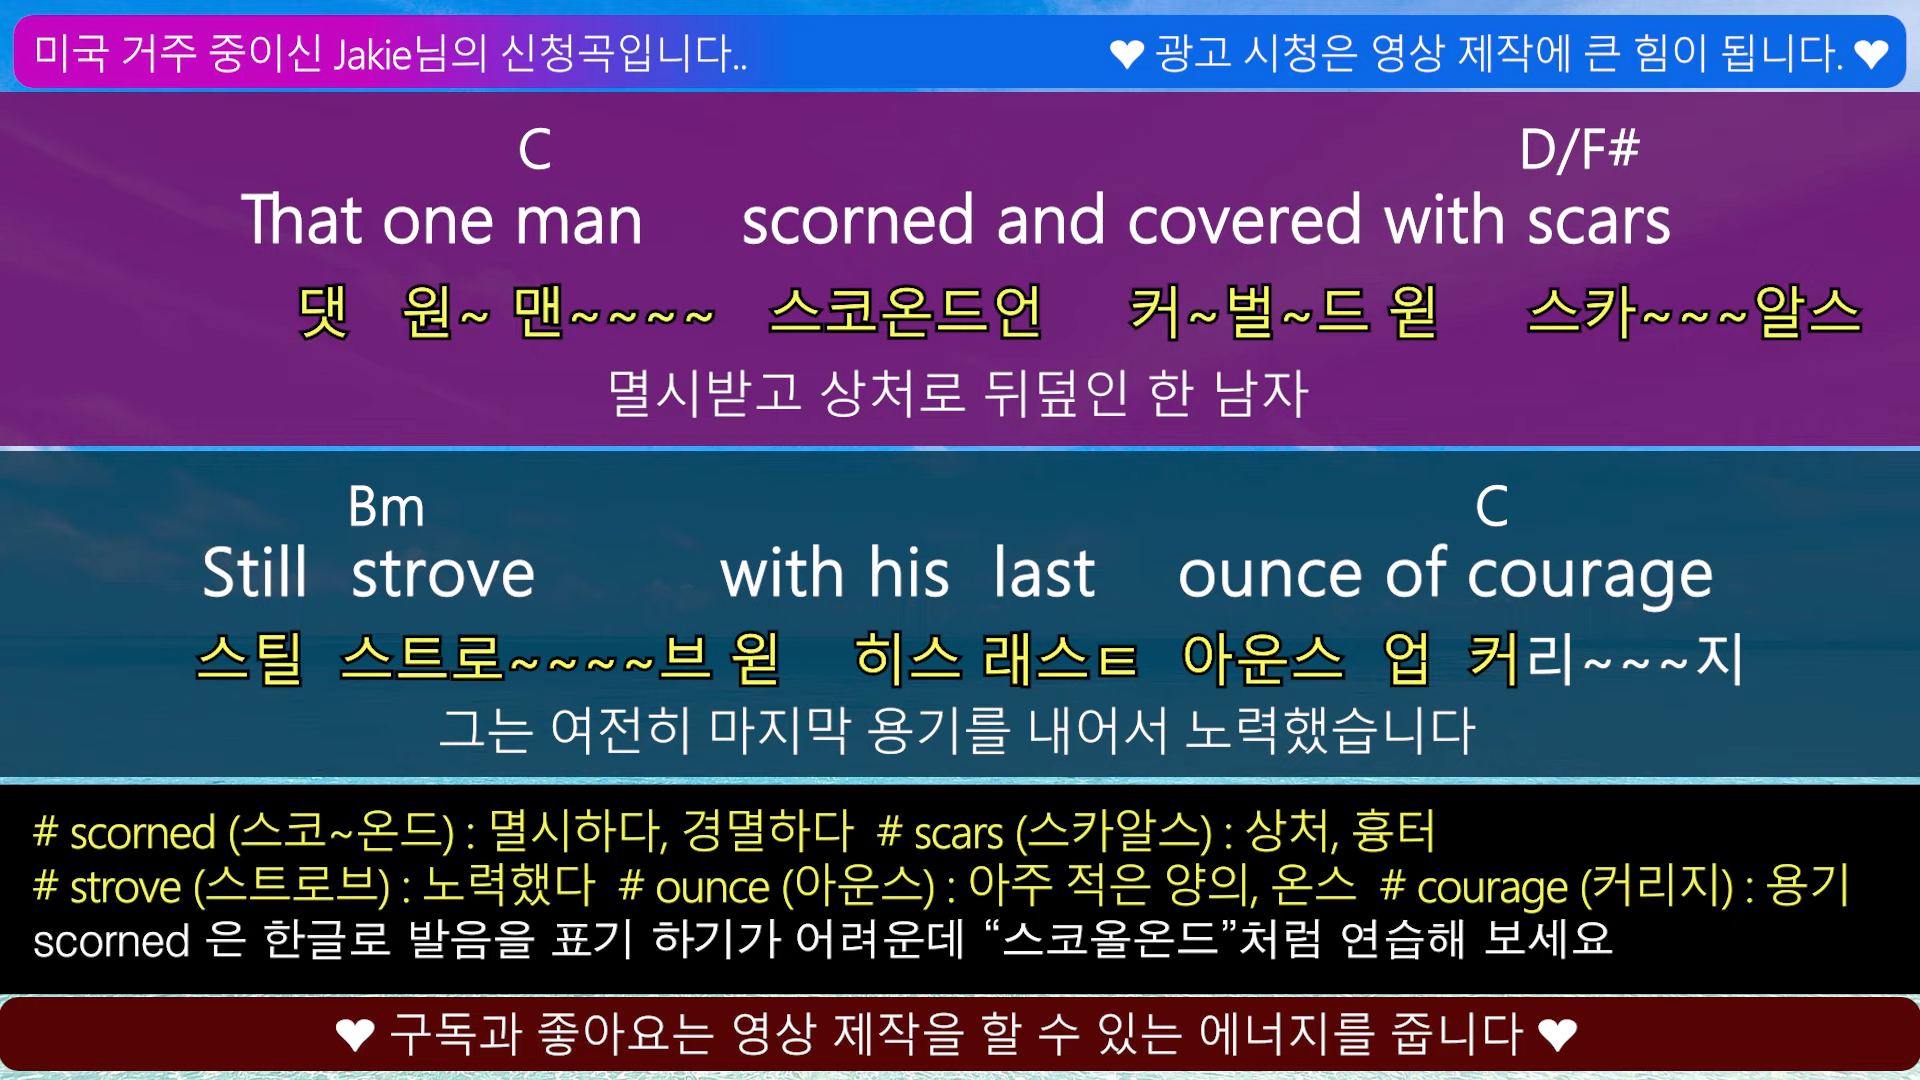 미국 거주 중이신 Jakie님의 신청곡입니다..
♥ 광고 시청은 영상 제작에 큰 힘이 됩니다. ♥
C D/F#
That one man scorned and covered with scars
댓 원~ 맨~~~~ 스코온드언 커~벌~드 윋 스카~~~알스
멸시받고 상처로 뒤덮인 한 남자
Bm C
Still strove with his last ounce of courage
스틸 스트로~~~~브 윋 히스 래스ㅌ 아운스 업 커리~~~지
그는 여전히 마지막 용기를 내어서 노력했습니다
# scorned (스코~온드) : 멸시하다, 경멸하다 # scars (스카알스) : 상처, 흉터
# strove (스트로브) : 노력했다 # ounce (아운스) : 아주 적은 양의, 온스 # courage (커리지) : 용기
scorned 은 한글로 발음을 표기 하기가 어려운데 “스코올온드”처럼 연습해 보세요
♥ 구독과 좋아요는 영상 제작을 할 수 있는 에너지를 줍니다 ♥